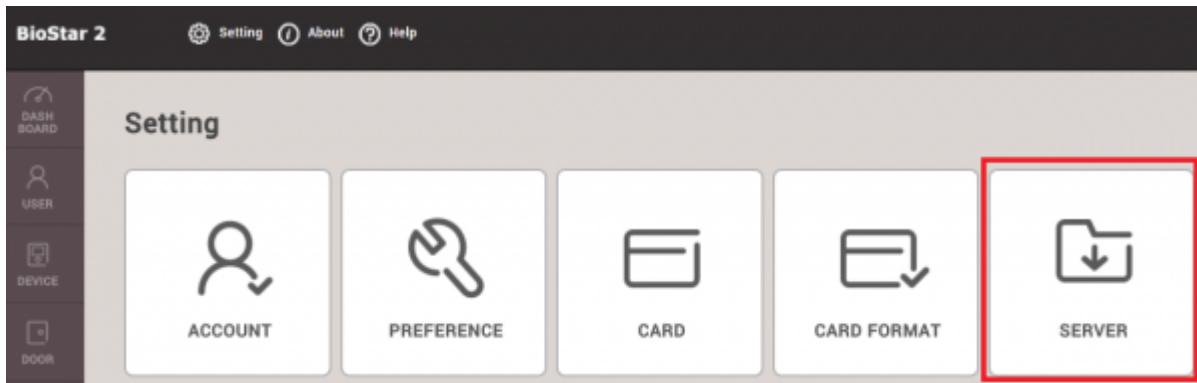 BioStar 2
Setting
About
Help
DASH
BOARD
USER
DEVICE
DOOR
Setting
ACCOUNT
PREFERENCE
CARD
CARD FORMAT
SERVER